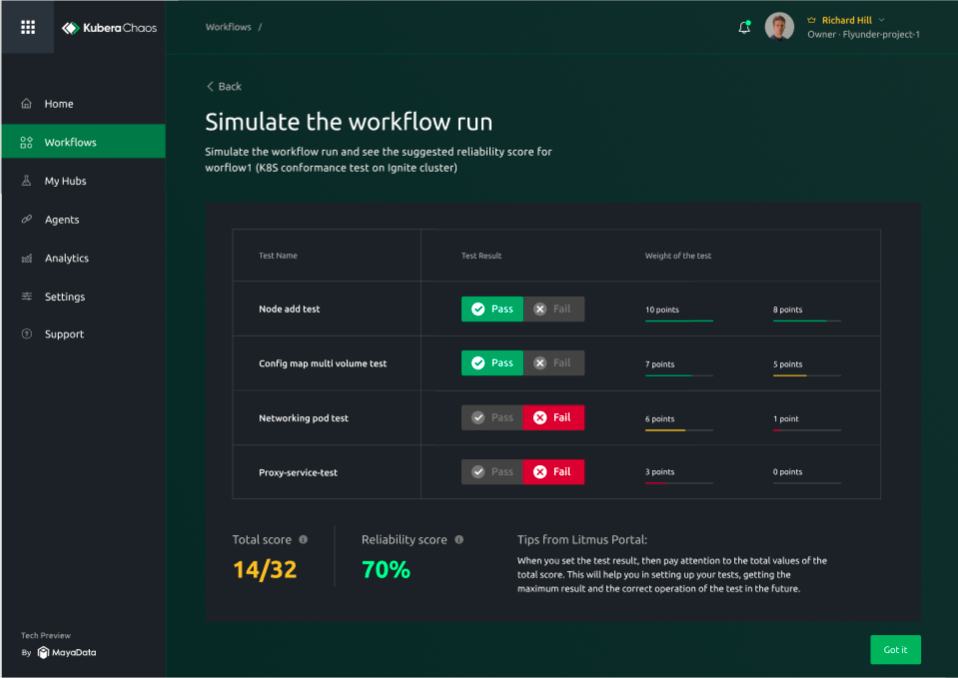 KuberaChaos
Workflows /
Richard Hill
Owner · Flyunder-project-1
Home
Workflows
My Hubs
Agents
Analytics
Settings
Support
Back
Simulate the workflow run
Simulate the workflow run and see the suggested reliability score for
worflow1 (K8S conformance test on Ignite cluster)
Test Name Test Result Weight of the test
Node add test Pass Fail 10 points 8 points
Config map multi volume test Pass Fail 7 points 5 points
Networking pod test Pass Fail 6 points 1 point
Proxy-service-test Pass Fail 3 points 0 points
Total score
14/32
Reliability score
70%
Tips from Litmus Portal:
When you set the test result, then pay attention to the total values of the
total score. This will help you in setting up your tests, getting the
maximum result and the correct operation of the test in the future.
Tech Preview
By MayaData
Got it